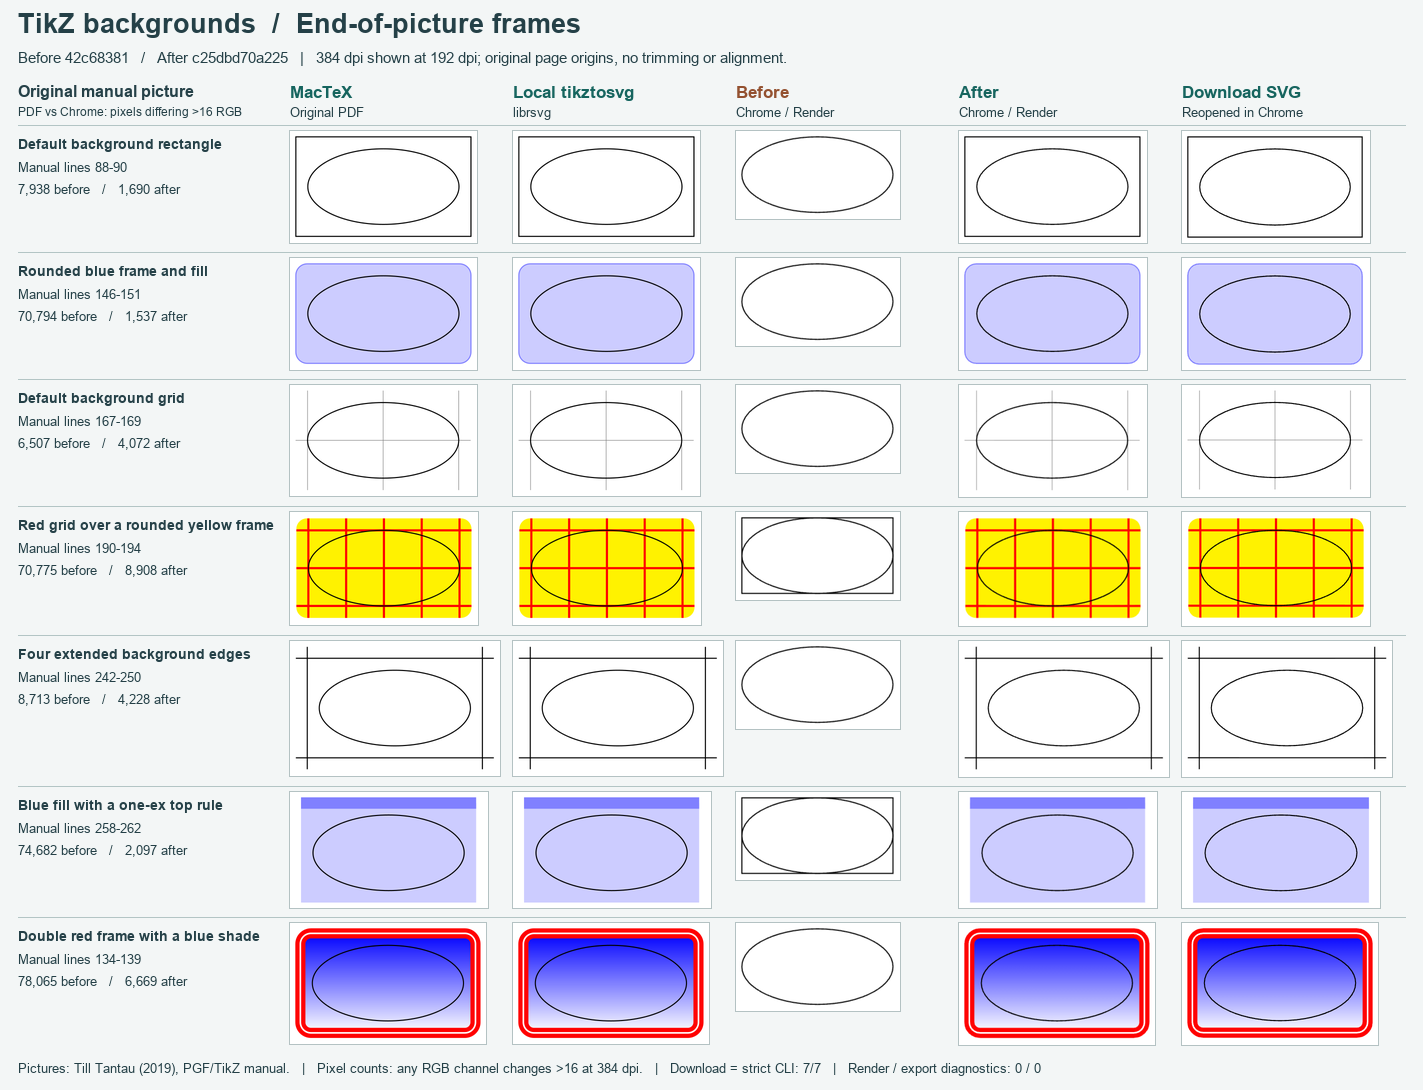 TikZ backgrounds / End-of-picture frames
Before 42c68381 / After c25dbd70a225 | 384 dpi shown at 192 dpi; original page origins, no trimming or alignment.
Original manual picture MacTeX Local tikztosvg Before After Download SVG
PDF vs Chrome: pixels differing >16 RGB Original PDF librsvg Chrome / Render Chrome / Render Reopened in Chrome
Default background rectangle
Manual lines 88-90
7,938 before / 1,690 after
Rounded blue frame and fill
Manual lines 146-151
70,794 before / 1,537 after
Default background grid
Manual lines 167-169
6,507 before / 4,072 after
Red grid over a rounded yellow frame
Manual lines 190-194
70,775 before / 8,908 after
Four extended background edges
Manual lines 242-250
8,713 before / 4,228 after
Blue fill with a one-ex top rule
Manual lines 258-262
74,682 before / 2,097 after
Double red frame with a blue shade
Manual lines 134-139
78,065 before / 6,669 after
Pictures: Till Tantau (2019), PGF/TikZ manual. | Pixel counts: any RGB channel changes >16 at 384 dpi. | Download = strict CLI: 7/7 | Render / export diagnostics: 0 / 0